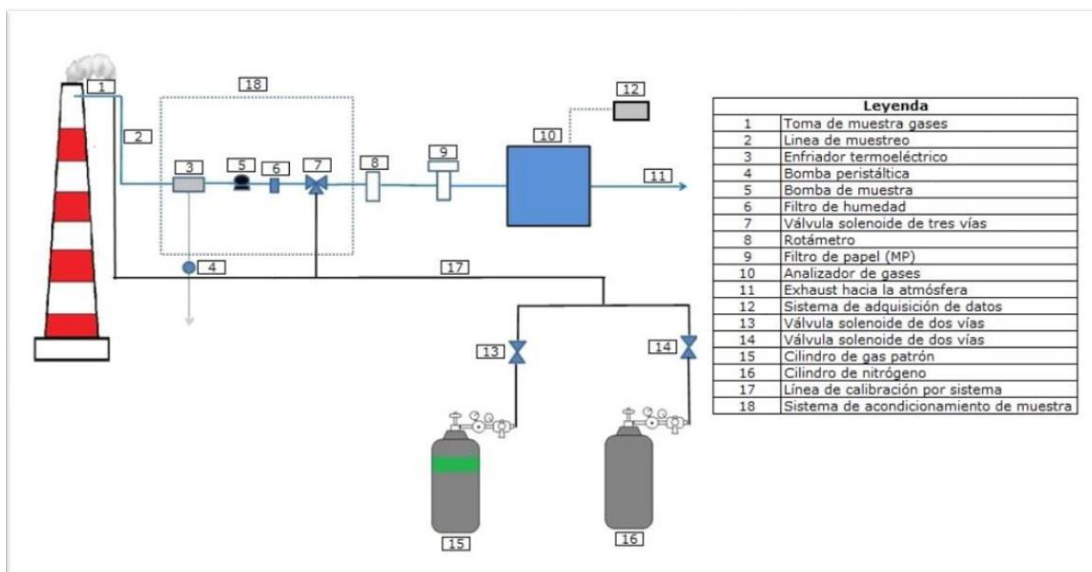 1
18
12
2
3
5
6
7
8
9
10
11
4
17
13
14
15
16
Leyenda
1 Toma de muestra gases
2 Linea de muestreo
3 Enfriador termoeléctrico
4 Bomba peristáltica
5 Bomba de muestra
6 Filtro de humedad
7 Válvula solenoide de tres vías
8 Rotámetro
9 Filtro de papel (MP)
10 Analizador de gases
11 Exhaust hacia la atmósfera
12 Sistema de adquisición de datos
13 Válvula solenoide de dos vías
14 Válvula solenoide de dos vías
15 Cilindro de gas patrón
16 Cilindro de nitrógeno
17 Línea de calibración por sistema
18 Sistema de acondicionamiento de muestra